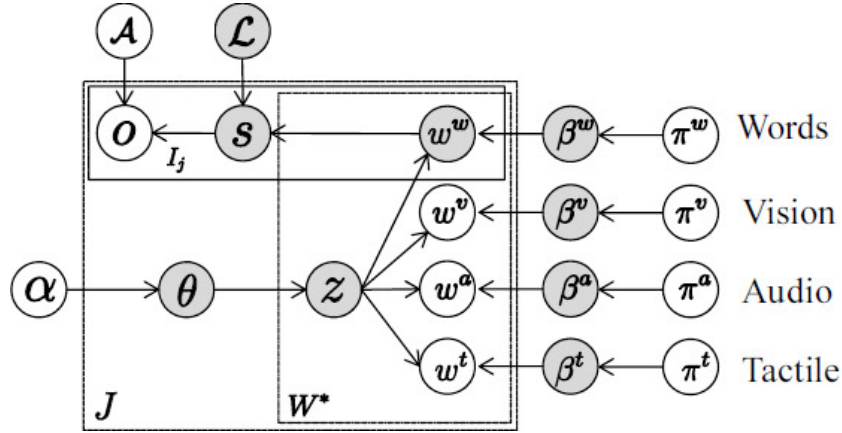 𝒜 ℒ
o s w^w β^w π^w Words
I_j
w^v β^v π^v Vision
α θ z w^a β^a π^a Audio
w^t β^t π^t Tactile
J W*